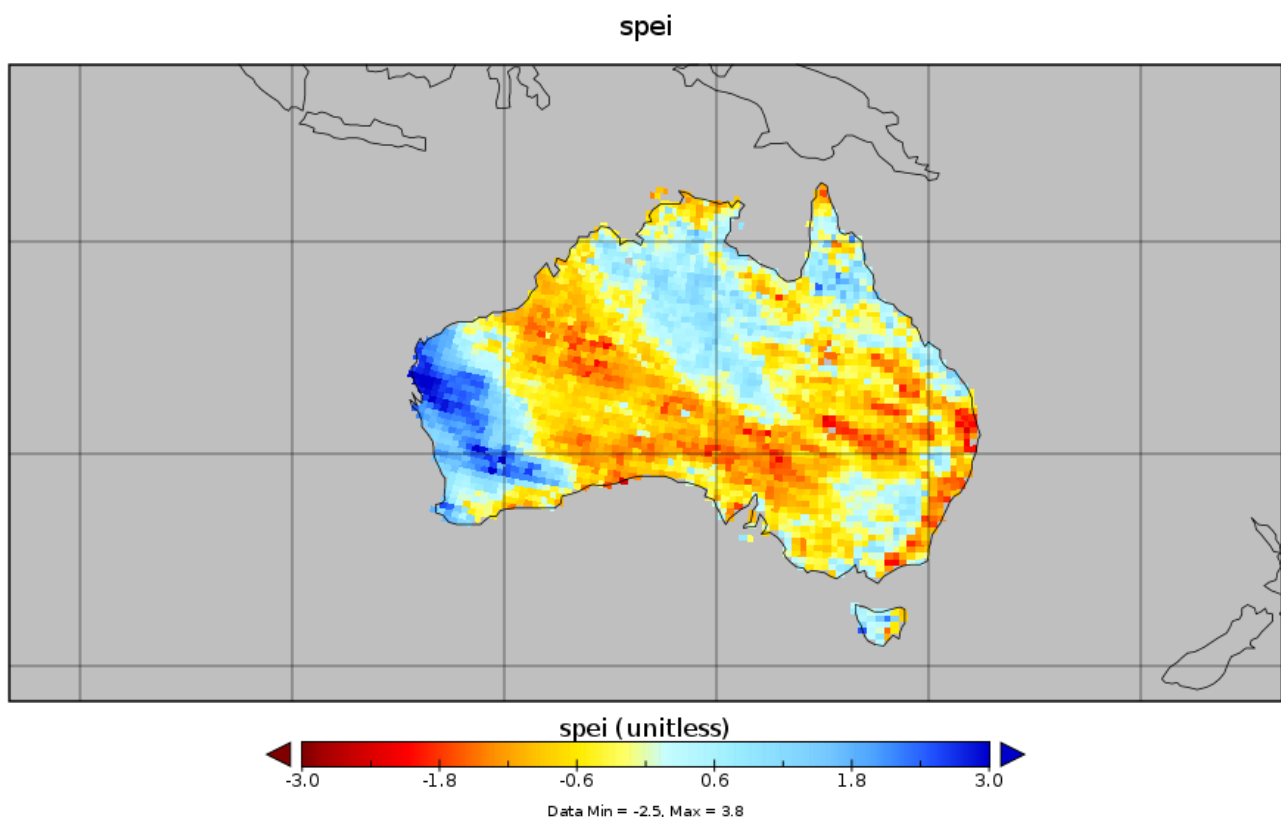 spei
spei (unitless)
-3.0 -1.8 -0.6 0.6 1.8 3.0
Data Min = -2.5, Max = 3.8